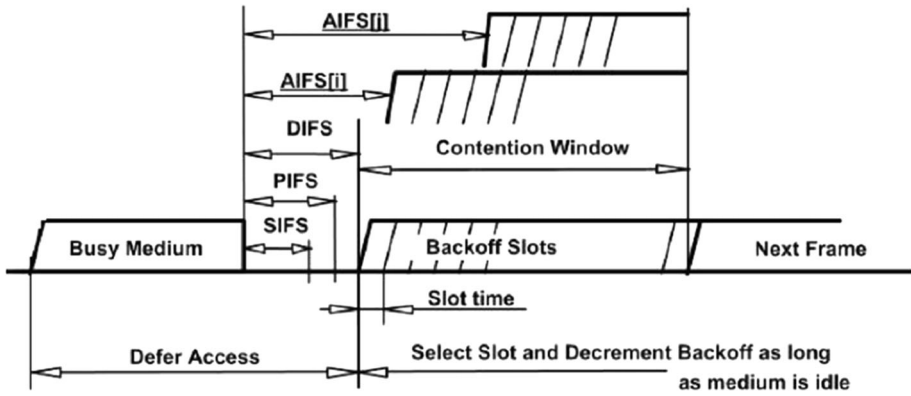 AIFS[j]
AIFS[i]
DIFS
Contention Window
PIFS
SIFS
Busy Medium
Backoff Slots
Next Frame
Slot time
Defer Access
Select Slot and Decrement Backoff as long
as medium is idle